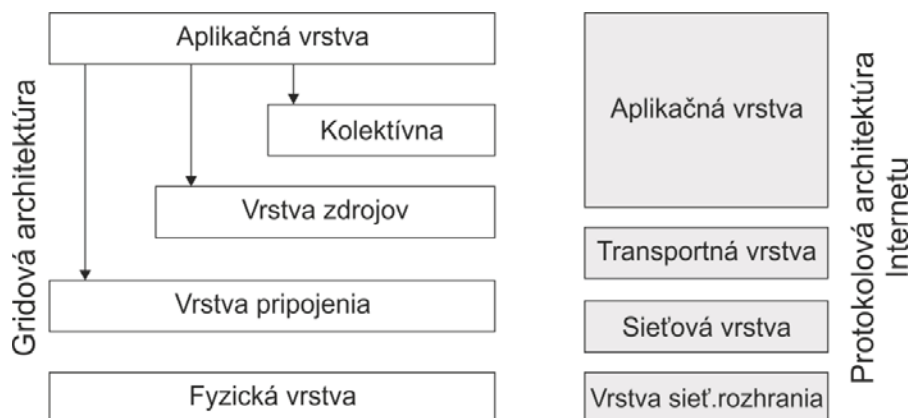 Gridová architektúra
Aplikačná vrstva
Kolektívna
Vrstva zdrojov
Vrstva pripojenia
Fyzická vrstva
Aplikačná vrstva
Transportná vrstva
Sieťová vrstva
Vrstva sieť.rozhrania
Protokolová architektúra
Internetu